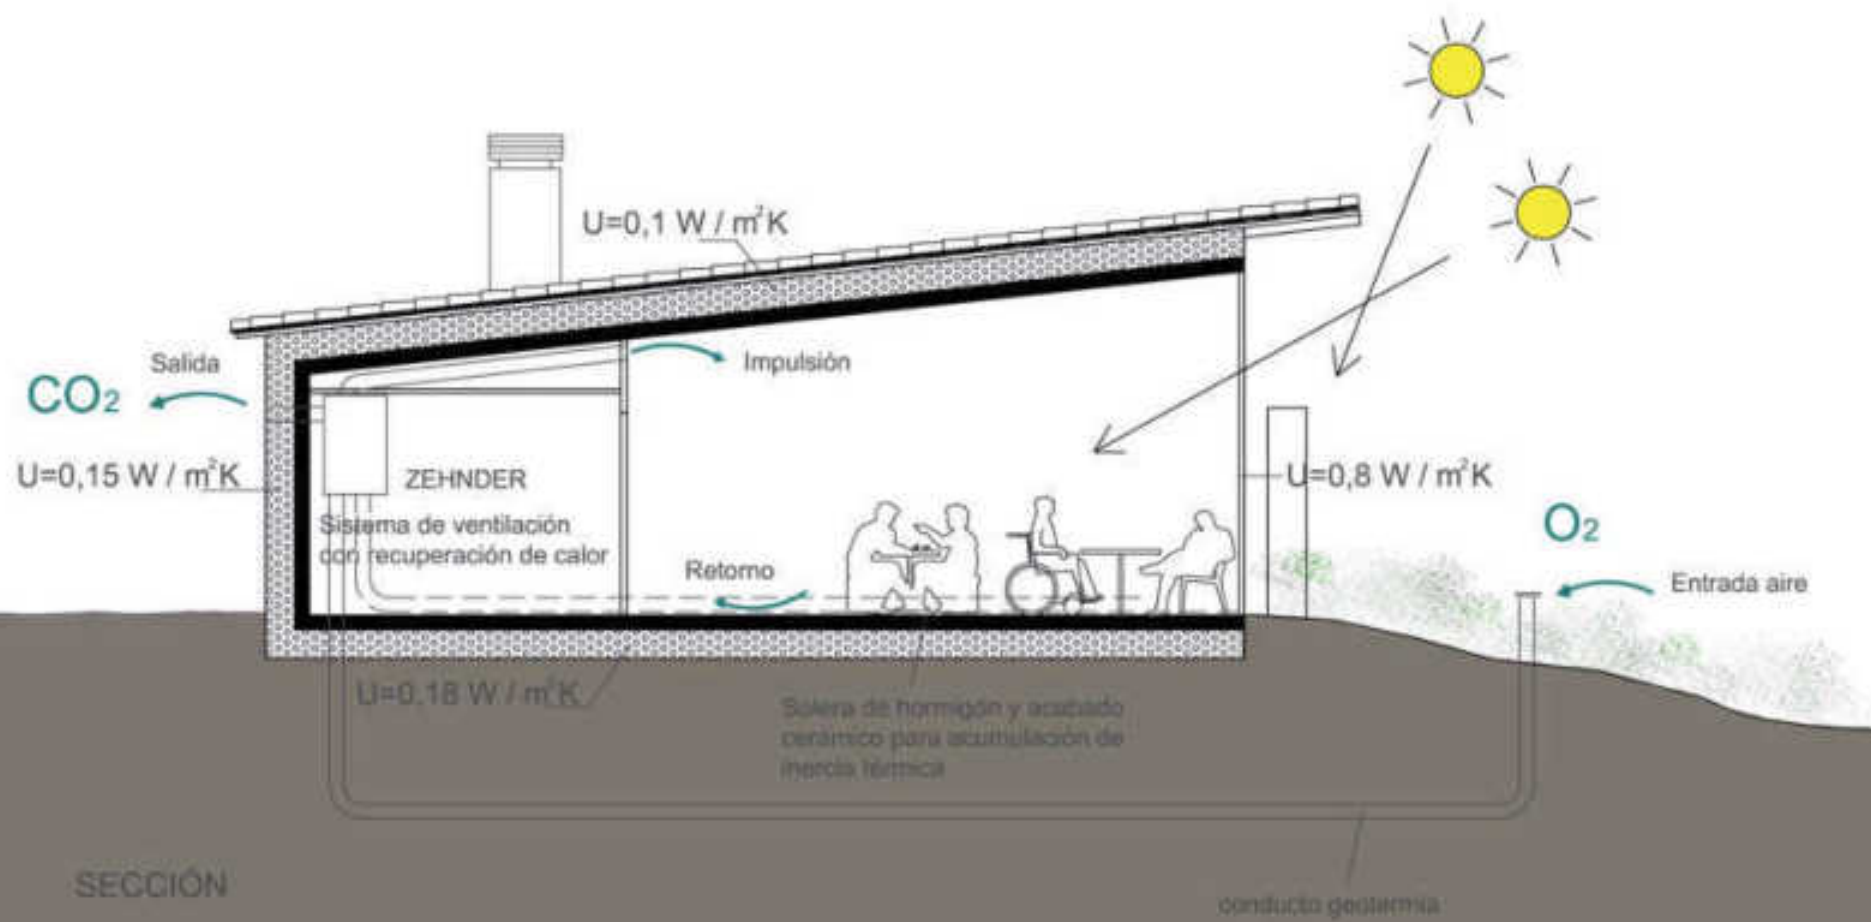 U=0,1 W / m²K
Salida
CO₂
Impulsión
U=0,15 W / m²K
ZEHNDER
U=0,8 W / m²K
Sistema de ventilación
con recuperación de calor
O₂
Retorno
Entrada aire
U=0,18 W / m²K
Solera de hormigón y acabado
cerámico para acumulación de
inercia térmica
SECCIÓN
conducto geotermia